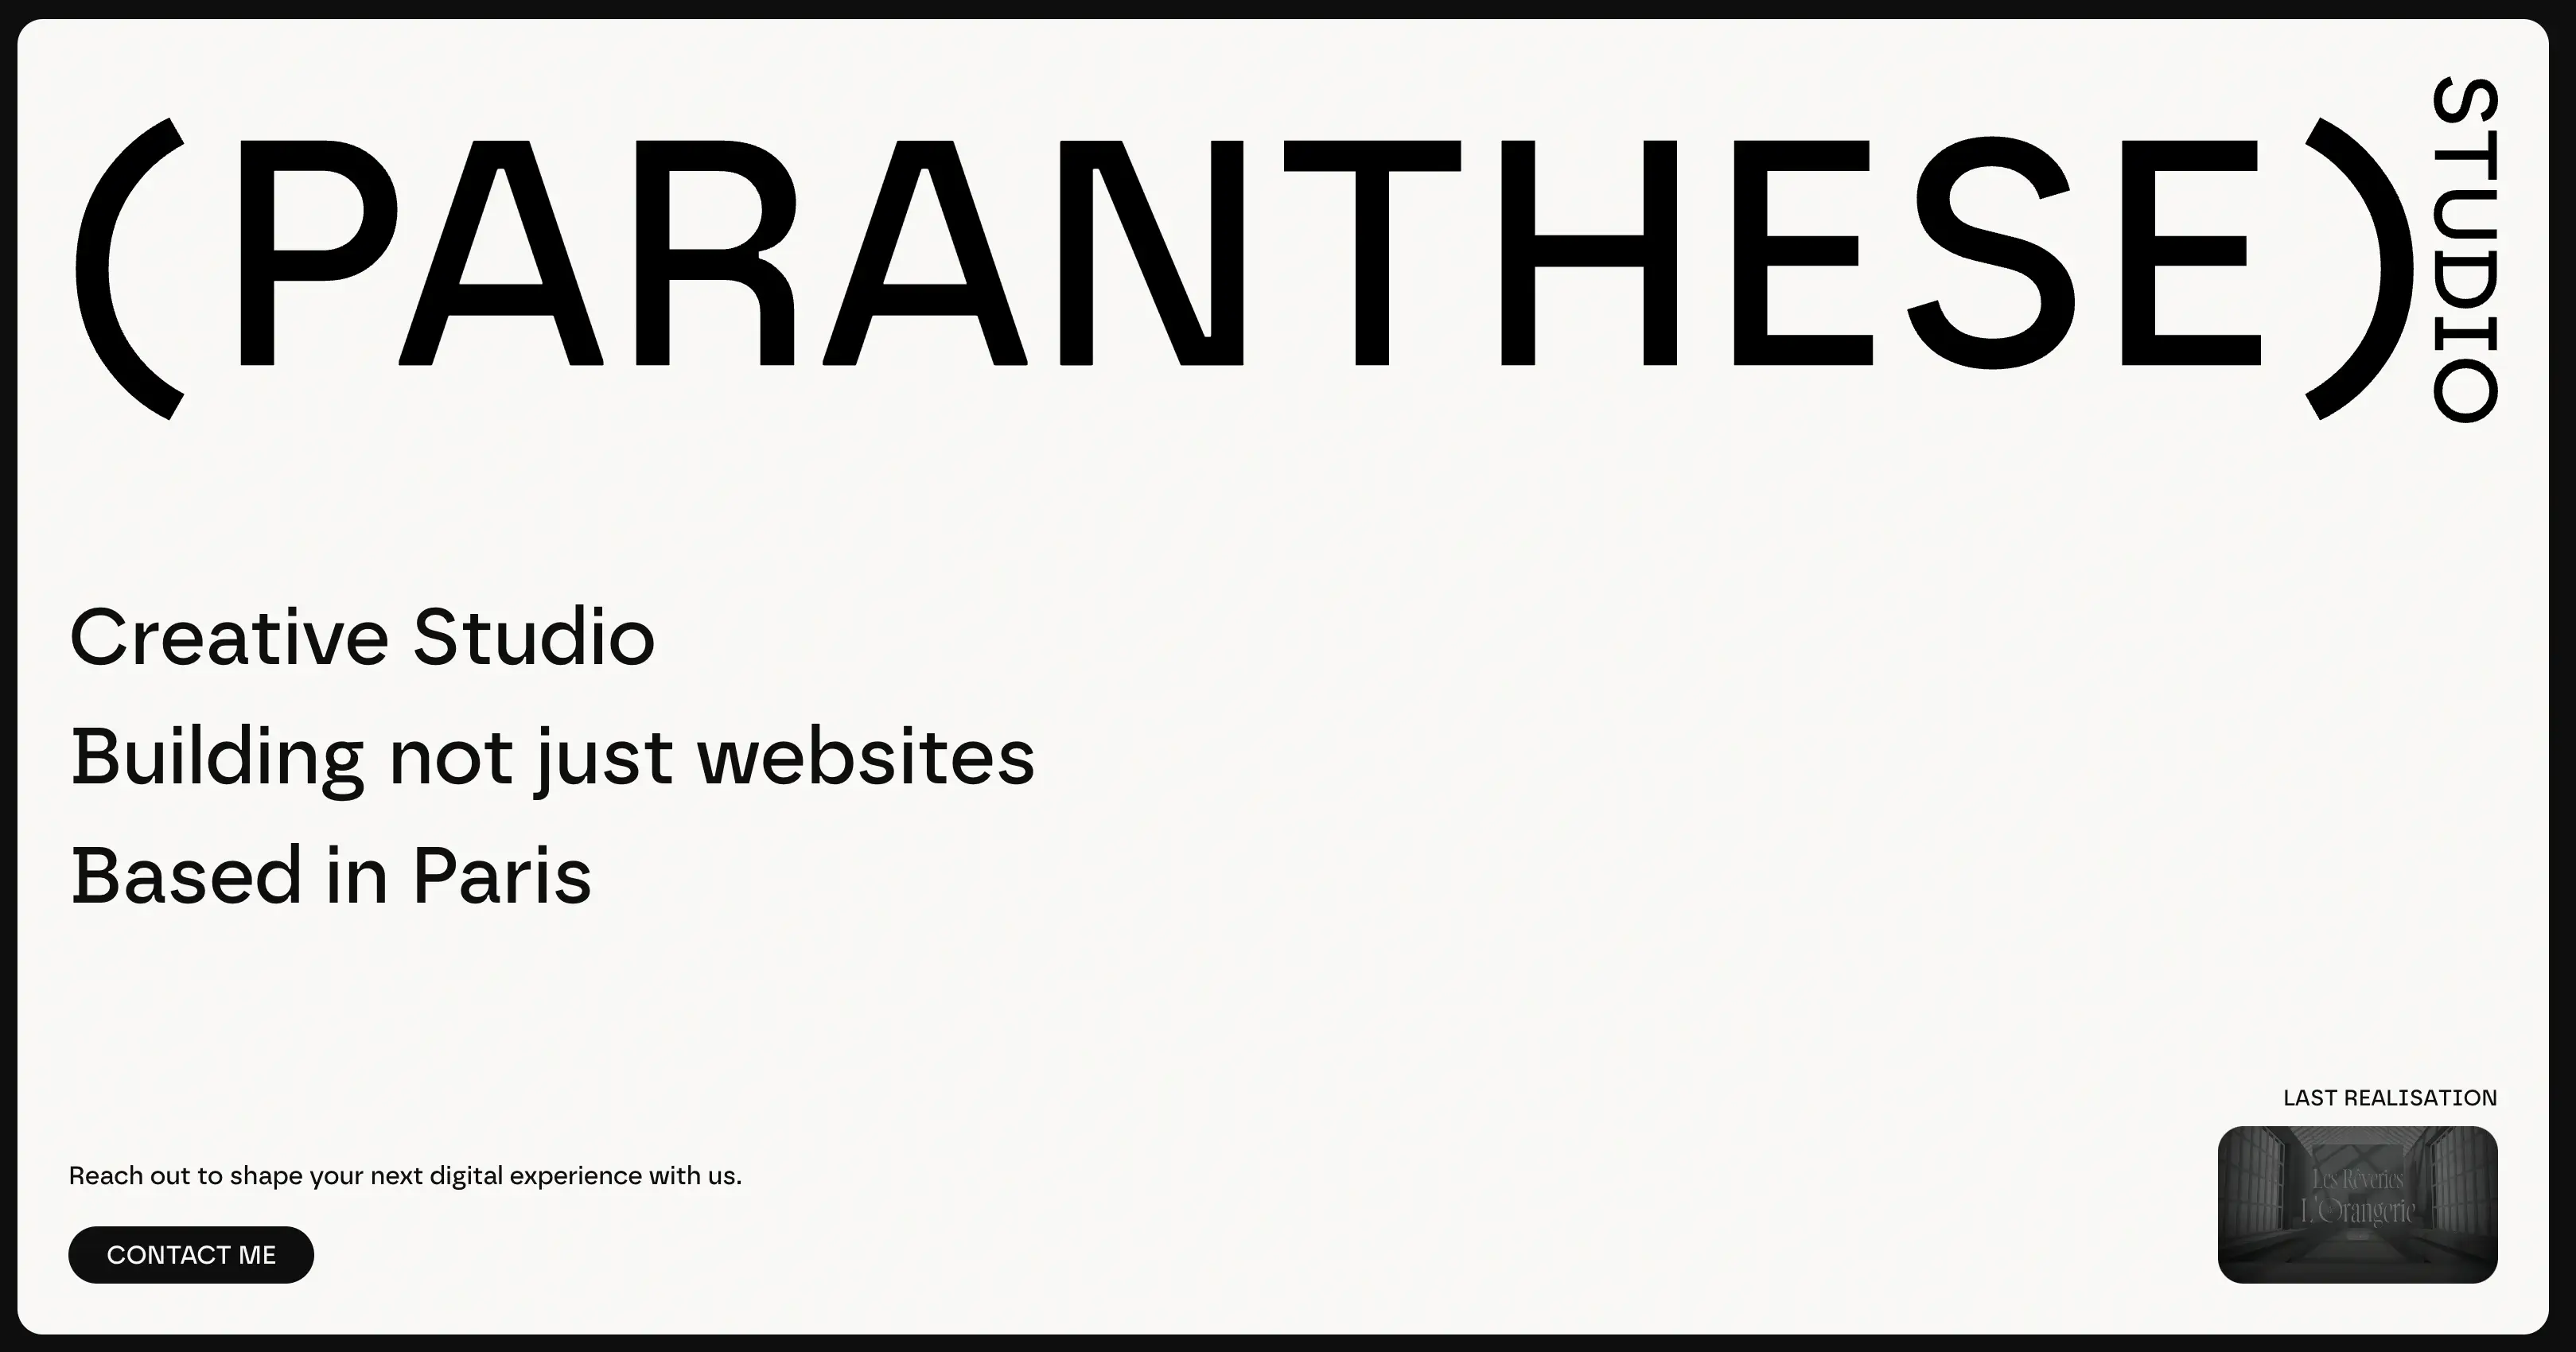 (PARANTHESE)
STUDIO
Creative Studio
Building not just websites
Based in Paris
LAST REALISATION
Les Rêveries
L'Orangerie
Reach out to shape your next digital experience with us.
CONTACT ME